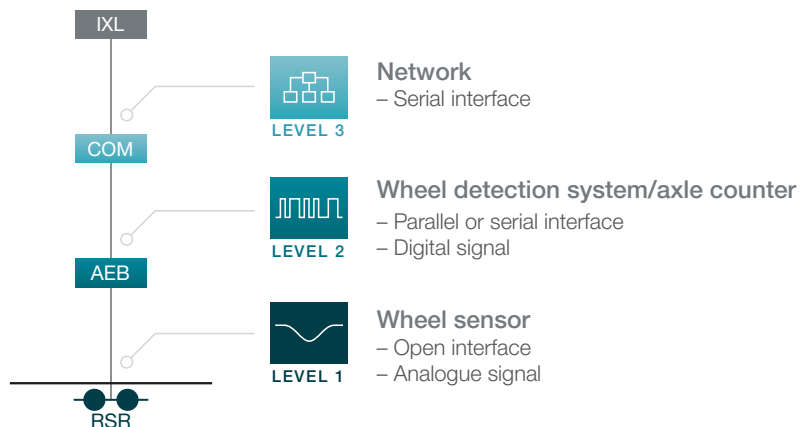 IXL
Network
– Serial interface
LEVEL 3
COM
Wheel detection system/axle counter
– Parallel or serial interface
– Digital signal
LEVEL 2
AEB
Wheel sensor
– Open interface
– Analogue signal
LEVEL 1
RSR